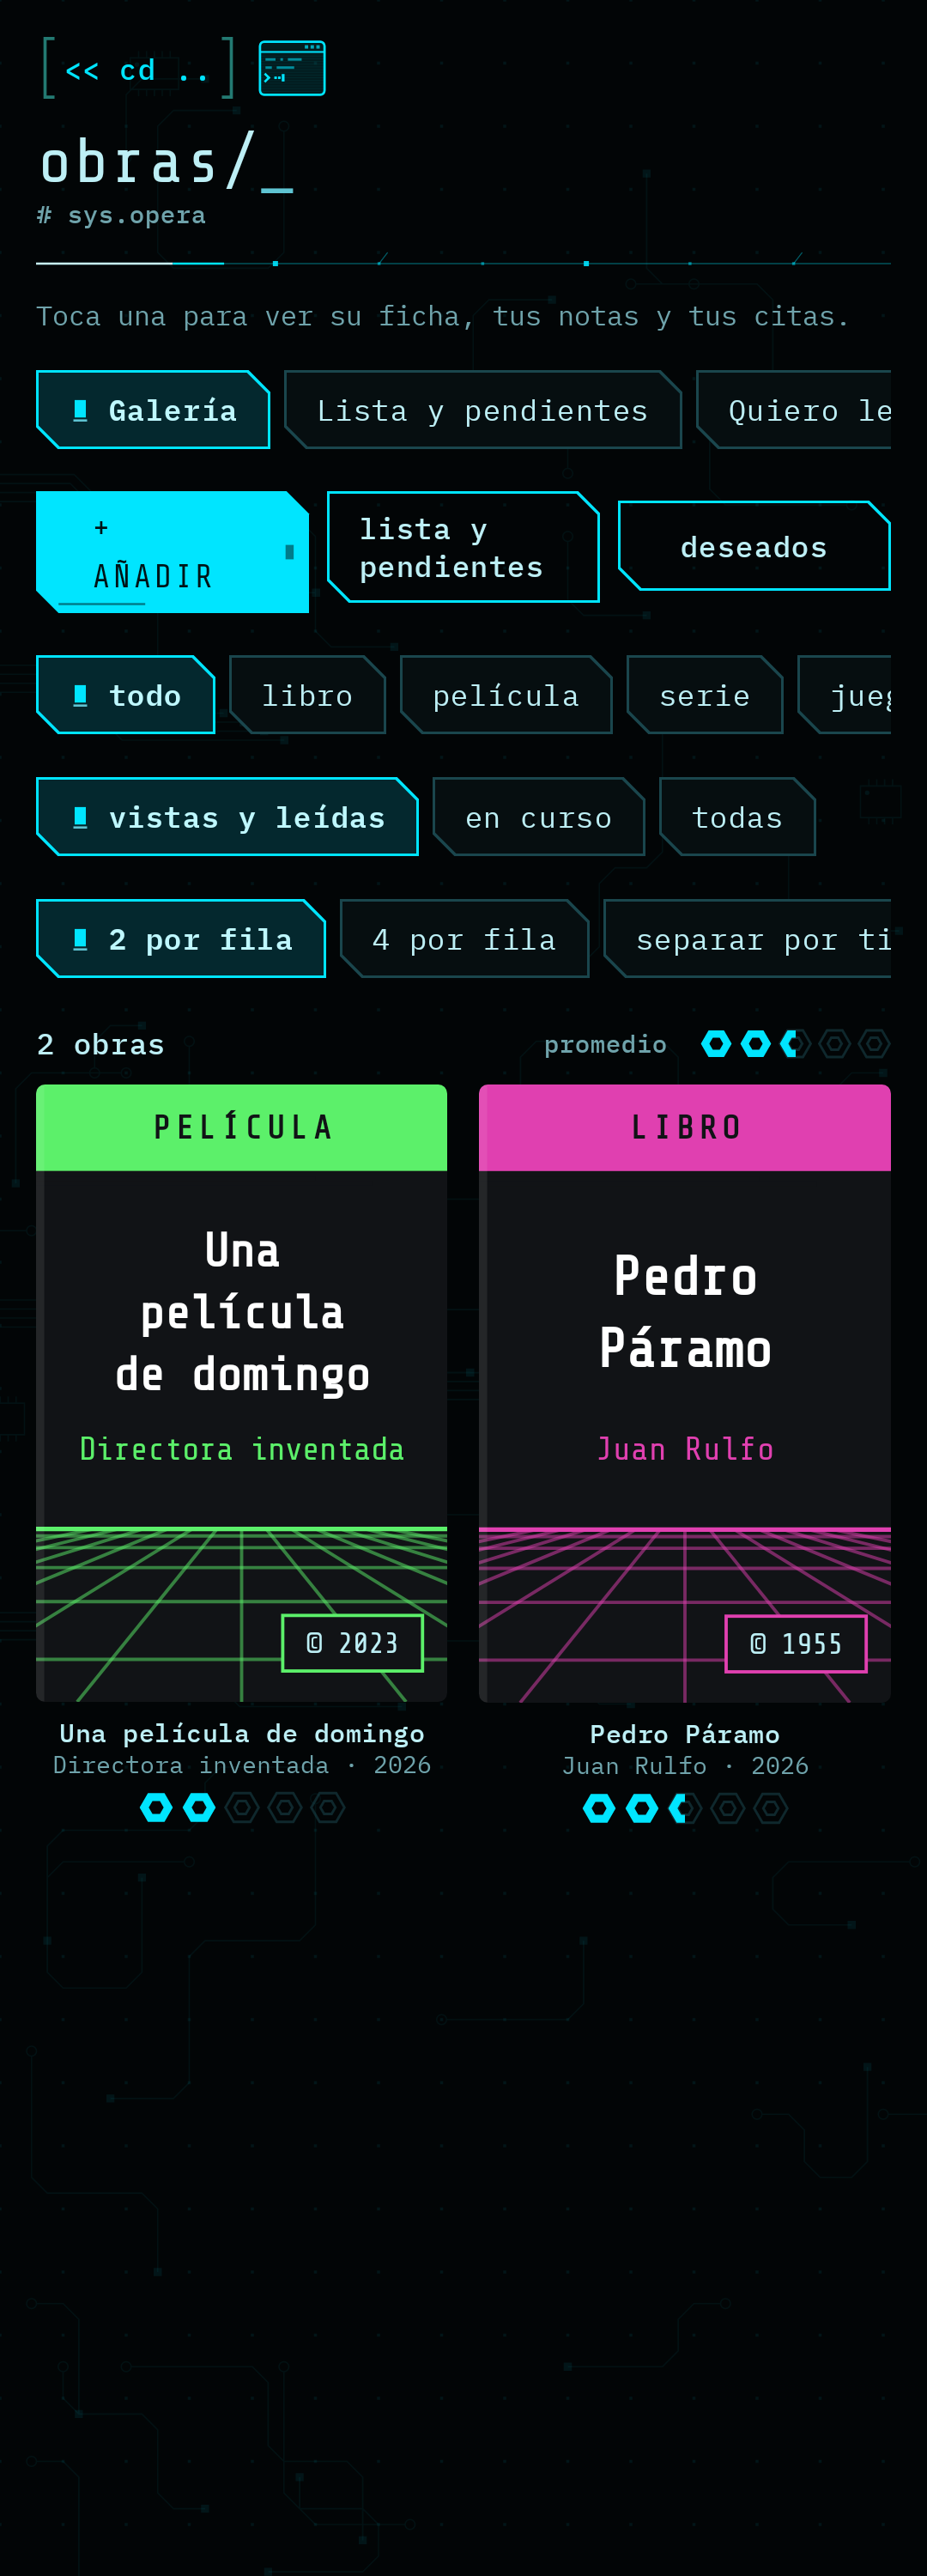 << cd ..
obras/_
# sys.opera
Toca una para ver su ficha, tus notas y tus citas.
Galería Lista y pendientes Quiero le
+ AÑADIR
lista y
pendientes
deseados
todo libro película serie jueg
vistas y leídas en curso todas
2 por fila 4 por fila separar por ti
2 obras promedio
PELÍCULA
Una
película
de domingo
Directora inventada
© 2023
Una película de domingo
Directora inventada · 2026
LIBRO
Pedro
Páramo
Juan Rulfo
© 1955
Pedro Páramo
Juan Rulfo · 2026